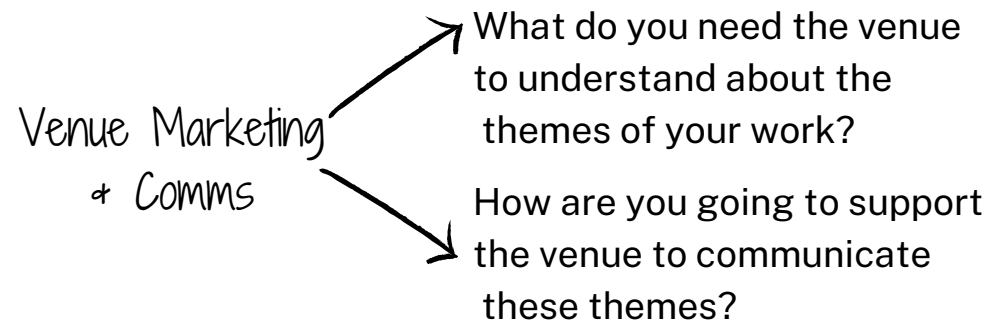 Venue Marketing
& Comms
What do you need the venue
to understand about the
themes of your work?
How are you going to support
the venue to communicate
these themes?